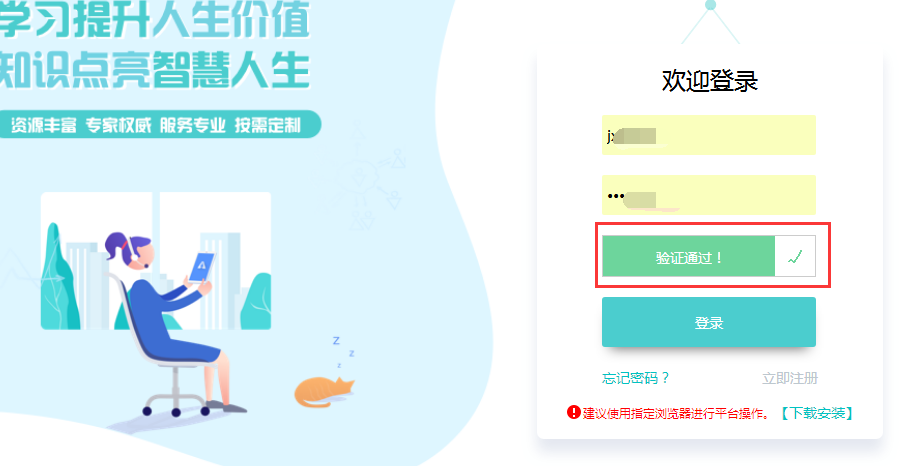 学习提升人生价值
知识点亮智慧人生
资源丰富 专家权威 服务专业 按需定制
欢迎登录
验证通过！
登录
忘记密码？ 立即注册
建议使用指定浏览器进行平台操作。【下载安装】